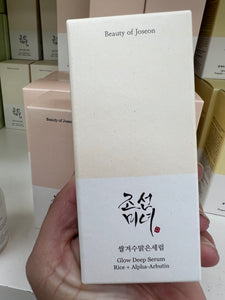 Beauty of Joseon
조선
미녀
쌀겨수맑은세럼
Glow Deep Serum
Rice + Alpha-Arbutin
Beauty of Joseon